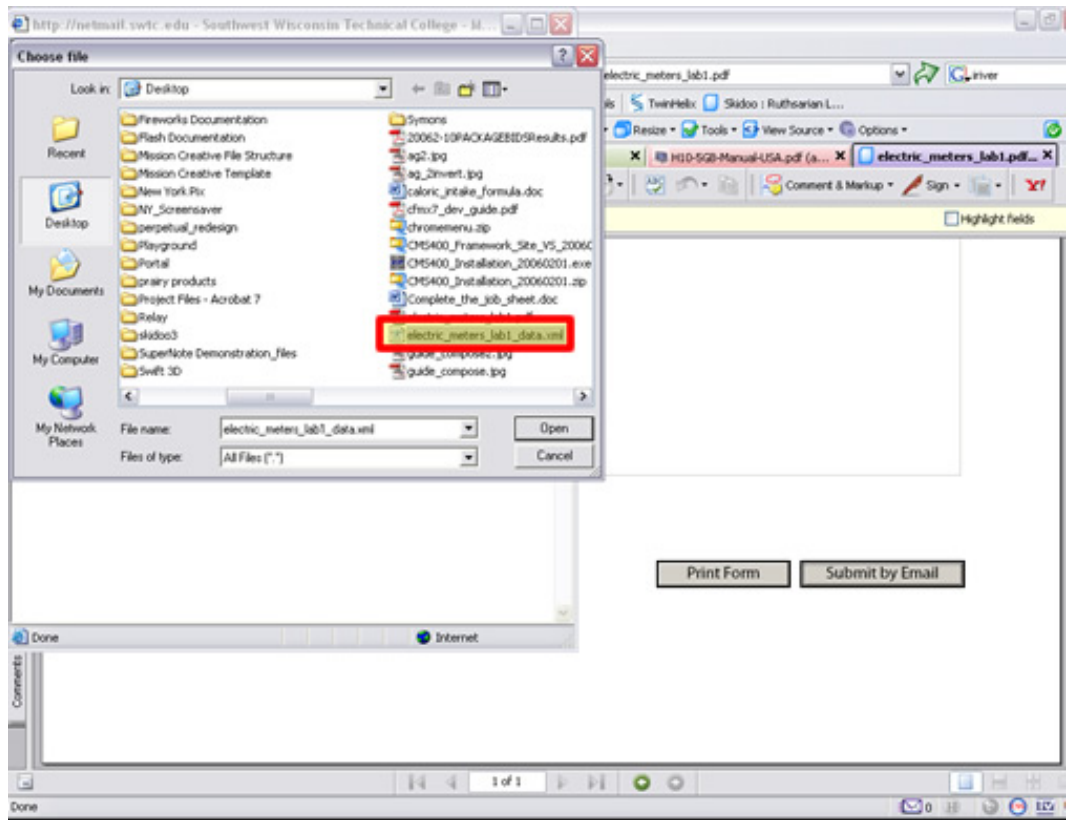 http://netmail.swtc.edu - Southwest Wisconsin Technical College - M...
Choose file
Look in:
Desktop
Recent
Desktop
My Documents
My Computer
My Network
Places
Fireworks Documentation
Flash Documentation
Mission Creative File Structure
Mission Creative Template
New York Pix
NY_Screensaver
perpetual_redesign
Playground
Portal
prairy products
Project Files - Acrobat 7
Relay
skidoo3
SuperNote Demonstration_files
Swift 3D
Symons
20062-10PACKAGEBIDSResults.pdf
ag2.jpg
ag_2invert.jpg
caloric_intake_formula.doc
cfmx7_dev_guide.pdf
chromemenu.zip
CMS400_Framework_Site_VS_2006
CMS400_Installation_20060201.exe
CMS400_Installation_20060201.zip
Complete_the_job_sheet.doc
electric_meters_lab1_data.xml
guide_compose2.jpg
guide_compose.jpg
File name:
electric_meters_lab1_data.xml
Open
Files of type:
All Files (*.*)
Cancel
Done
Internet
electric_meters_lab1.pdf
iriver
TwinHelix
Skidoo : Ruthsarian L...
Resize
Tools
View Source
Options
H10-5GB-Manual-USA.pdf (a...
electric_meters_lab1.pdf...
Comment & Markup
Sign
Y!
Highlight fields
Print Form
Submit by Email
Comments
1 of 1
Done
0